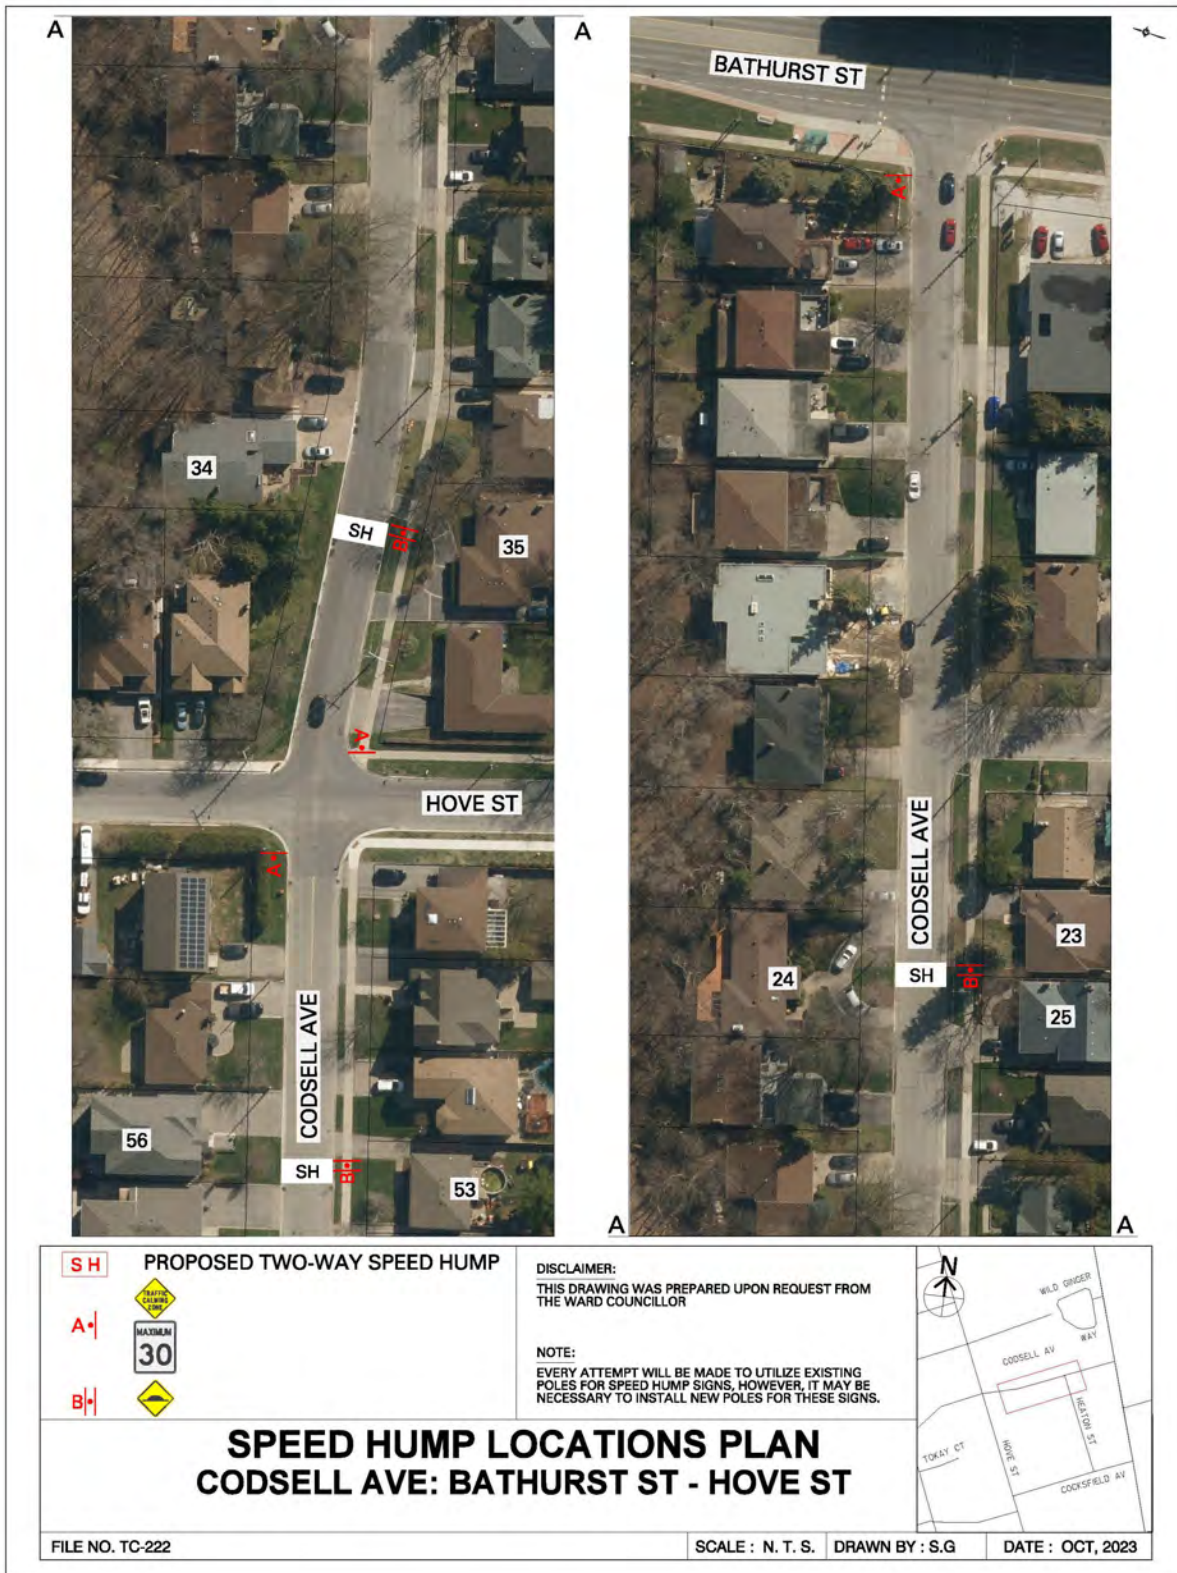 A
A
34
SH
B
35
A
HOVE ST
A
CODSELL AVE
56
SH
B
53
A
BATHURST ST
A
CODSELL AVE
23
24
SH
B
25
A
A
SH
PROPOSED TWO-WAY SPEED HUMP
TRAFFIC
CALMING
ZONE
A
MAXIMUM
30
B
DISCLAIMER:
THIS DRAWING WAS PREPARED UPON REQUEST FROM
THE WARD COUNCILLOR
NOTE:
EVERY ATTEMPT WILL BE MADE TO UTILIZE EXISTING
POLES FOR SPEED HUMP SIGNS, HOWEVER, IT MAY BE
NECESSARY TO INSTALL NEW POLES FOR THESE SIGNS.
N
WILD GINGER
WAY
CODSELL AV
HEATON ST
TOKAY CT
HOVE ST
COCKSFIELD AV
SPEED HUMP LOCATIONS PLAN
CODSELL AVE: BATHURST ST - HOVE ST
FILE NO. TC-222
SCALE : N. T. S.
DRAWN BY : S.G
DATE : OCT, 2023